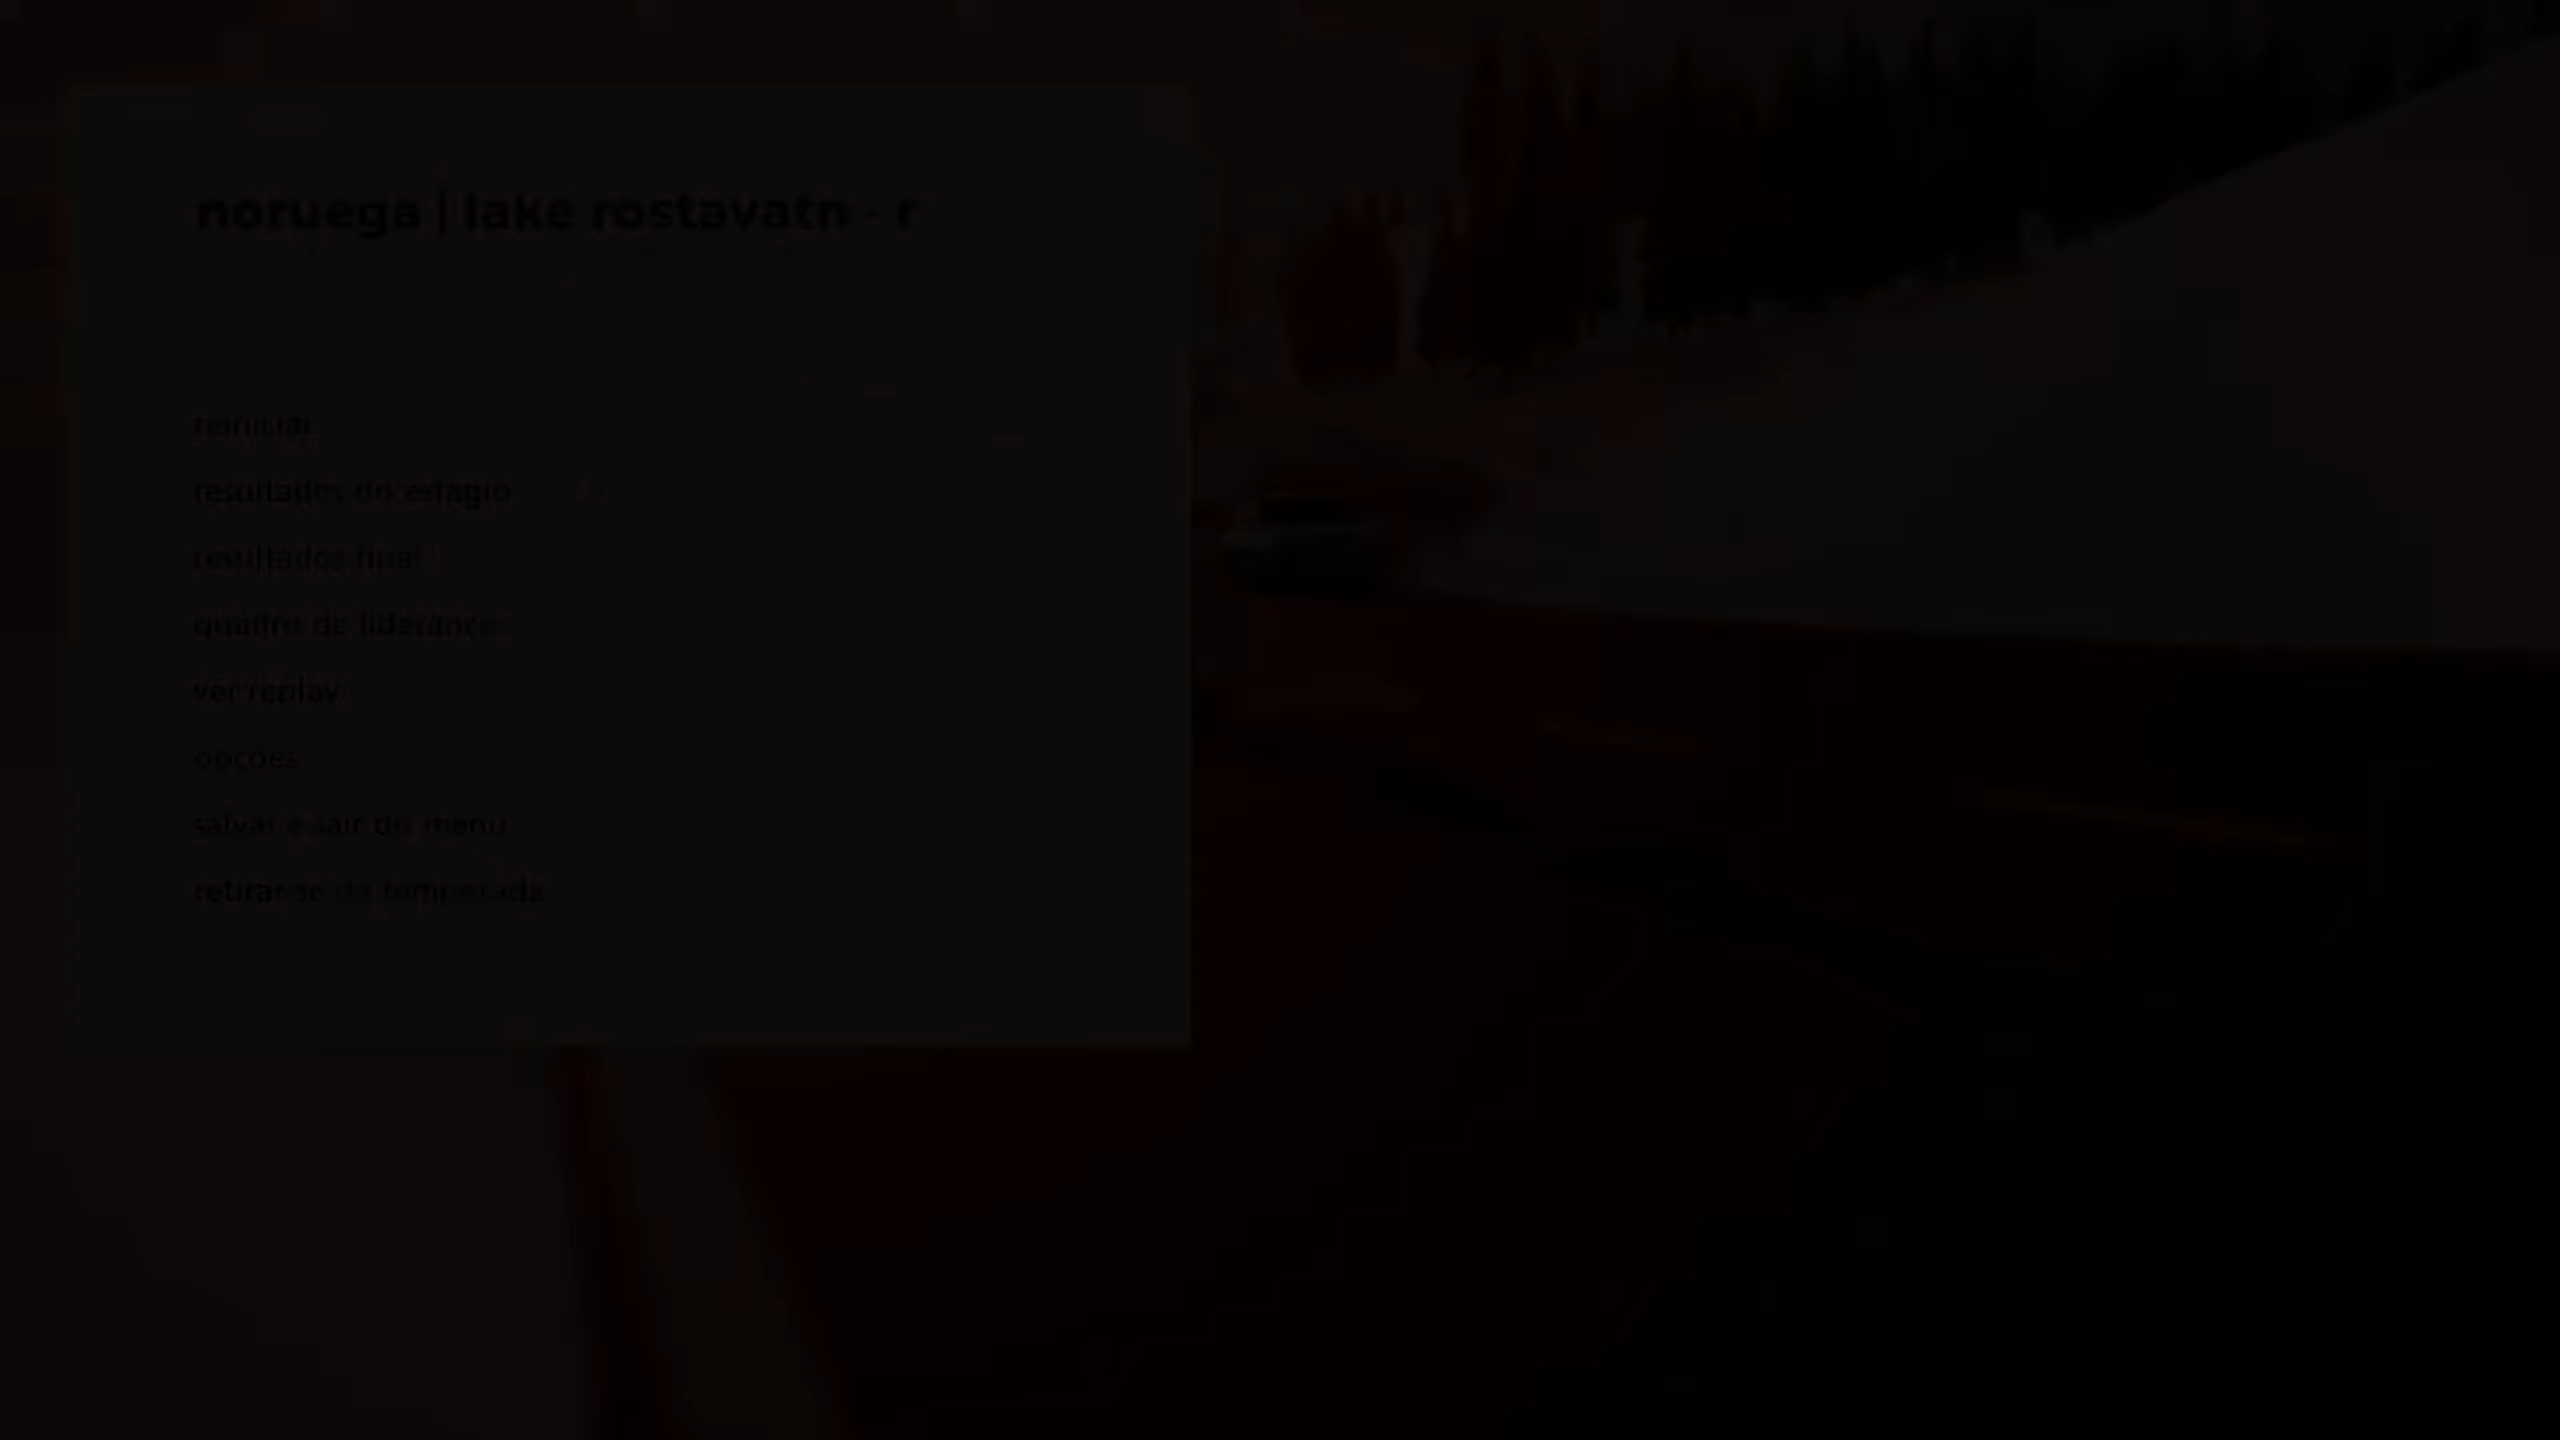 noruega | lake rostavatn - r
reiniciar
resultados do estágio
resultados final
quadro de liderança
ver replay
opções
salvar e sair do menu
retirar-se da temporada